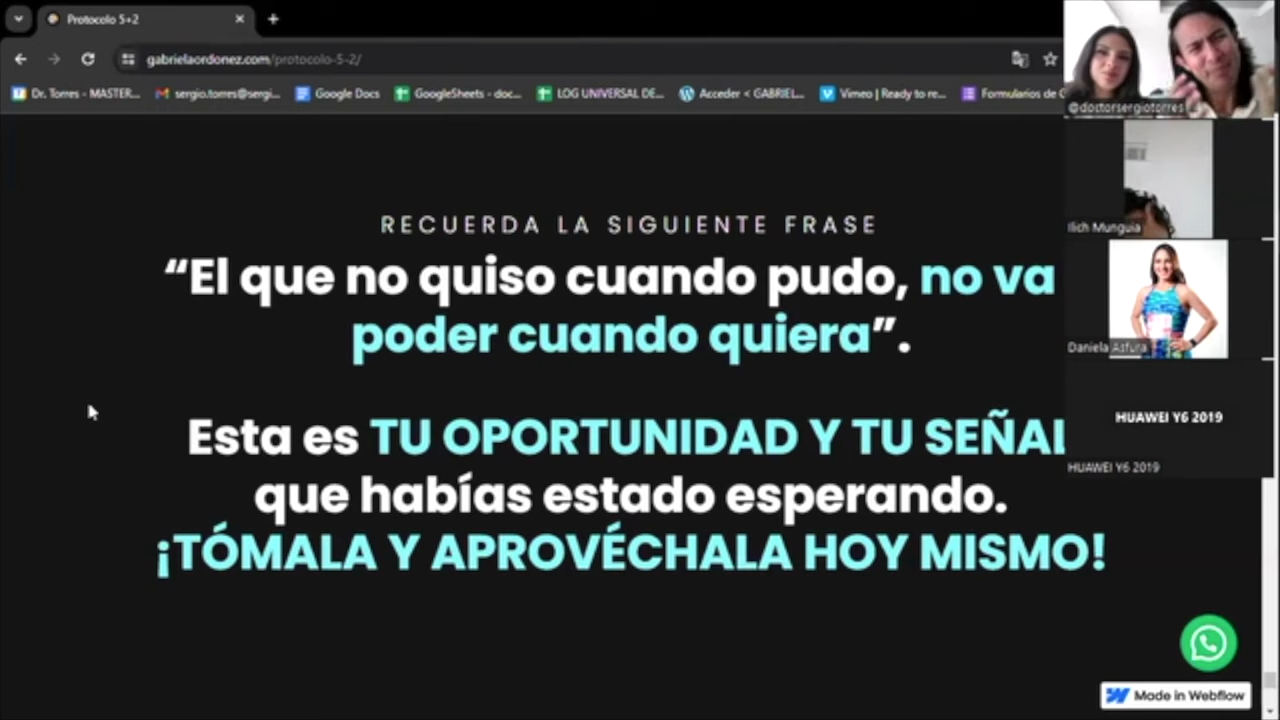 Protocolo 5+2
gabrielaordonez.com/protocolo-5-2/
Dr. Torres - MASTER...
sergio.torres@sergi...
Google Docs
GoogleSheets - doc...
LOG UNIVERSAL DE...
Acceder < GABRIEL...
Vimeo | Ready to re...
Formularios de G
@doctorsergiotorres
Ilich Munguia
Daniela Asfura
HUAWEI Y6 2019
HUAWEI Y6 2019
RECUERDA LA SIGUIENTE FRASE
“El que no quiso cuando pudo, no va
poder cuando quiera”.
Esta es TU OPORTUNIDAD Y TU SEÑAL
que habías estado esperando.
¡TÓMALA Y APROVÉCHALA HOY MISMO!
Made in Webflow